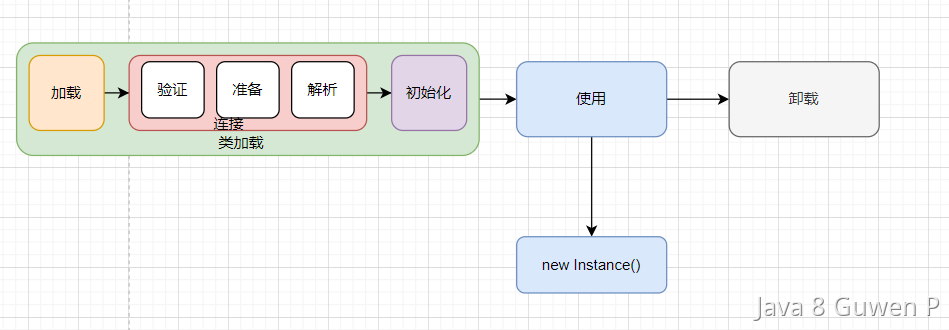 加载
验证
准备
解析
初始化
连接
类加载
使用
卸载
new Instance()
Java 8 Guwen P